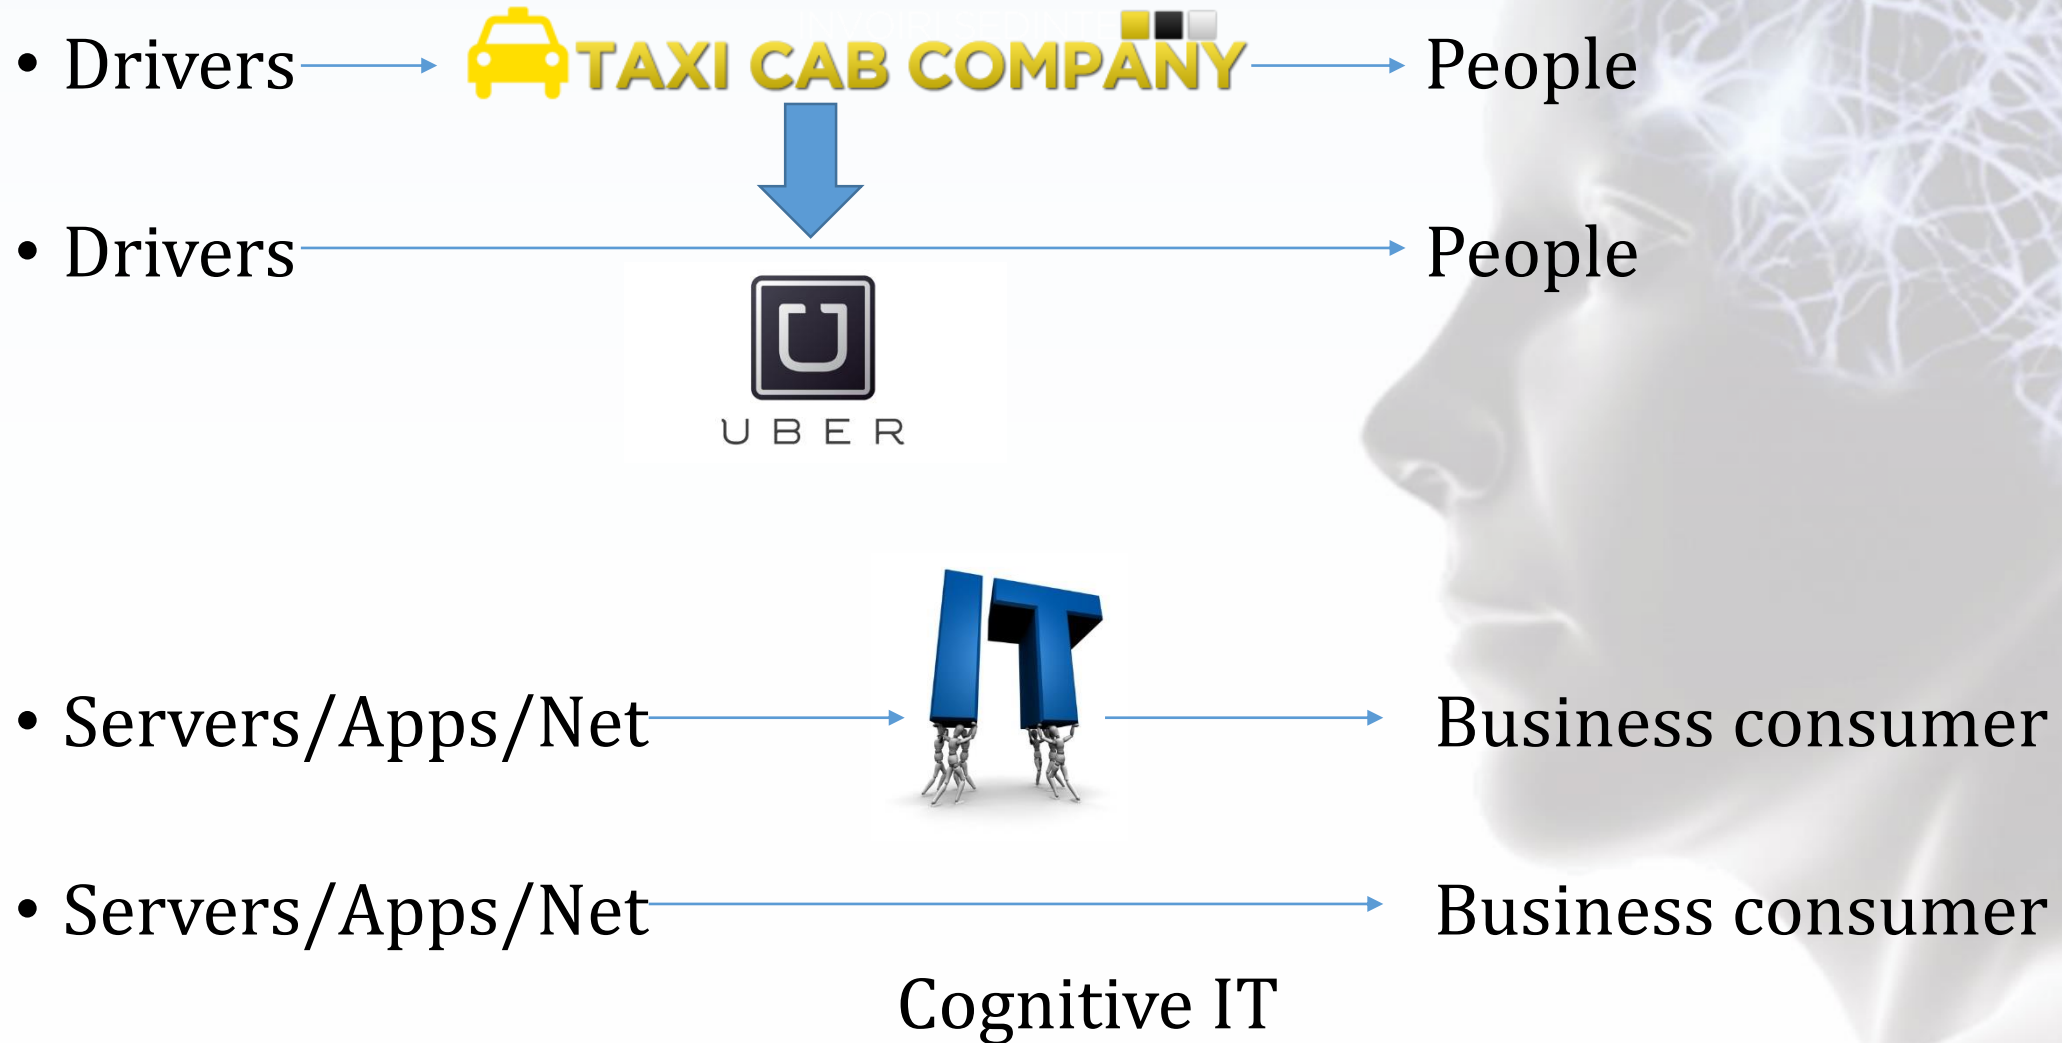 • Drivers TAXI CAB COMPANY People
• Drivers People
U
UBER
IT
• Servers/Apps/Net Business consumer
• Servers/Apps/Net Business consumer
Cognitive IT